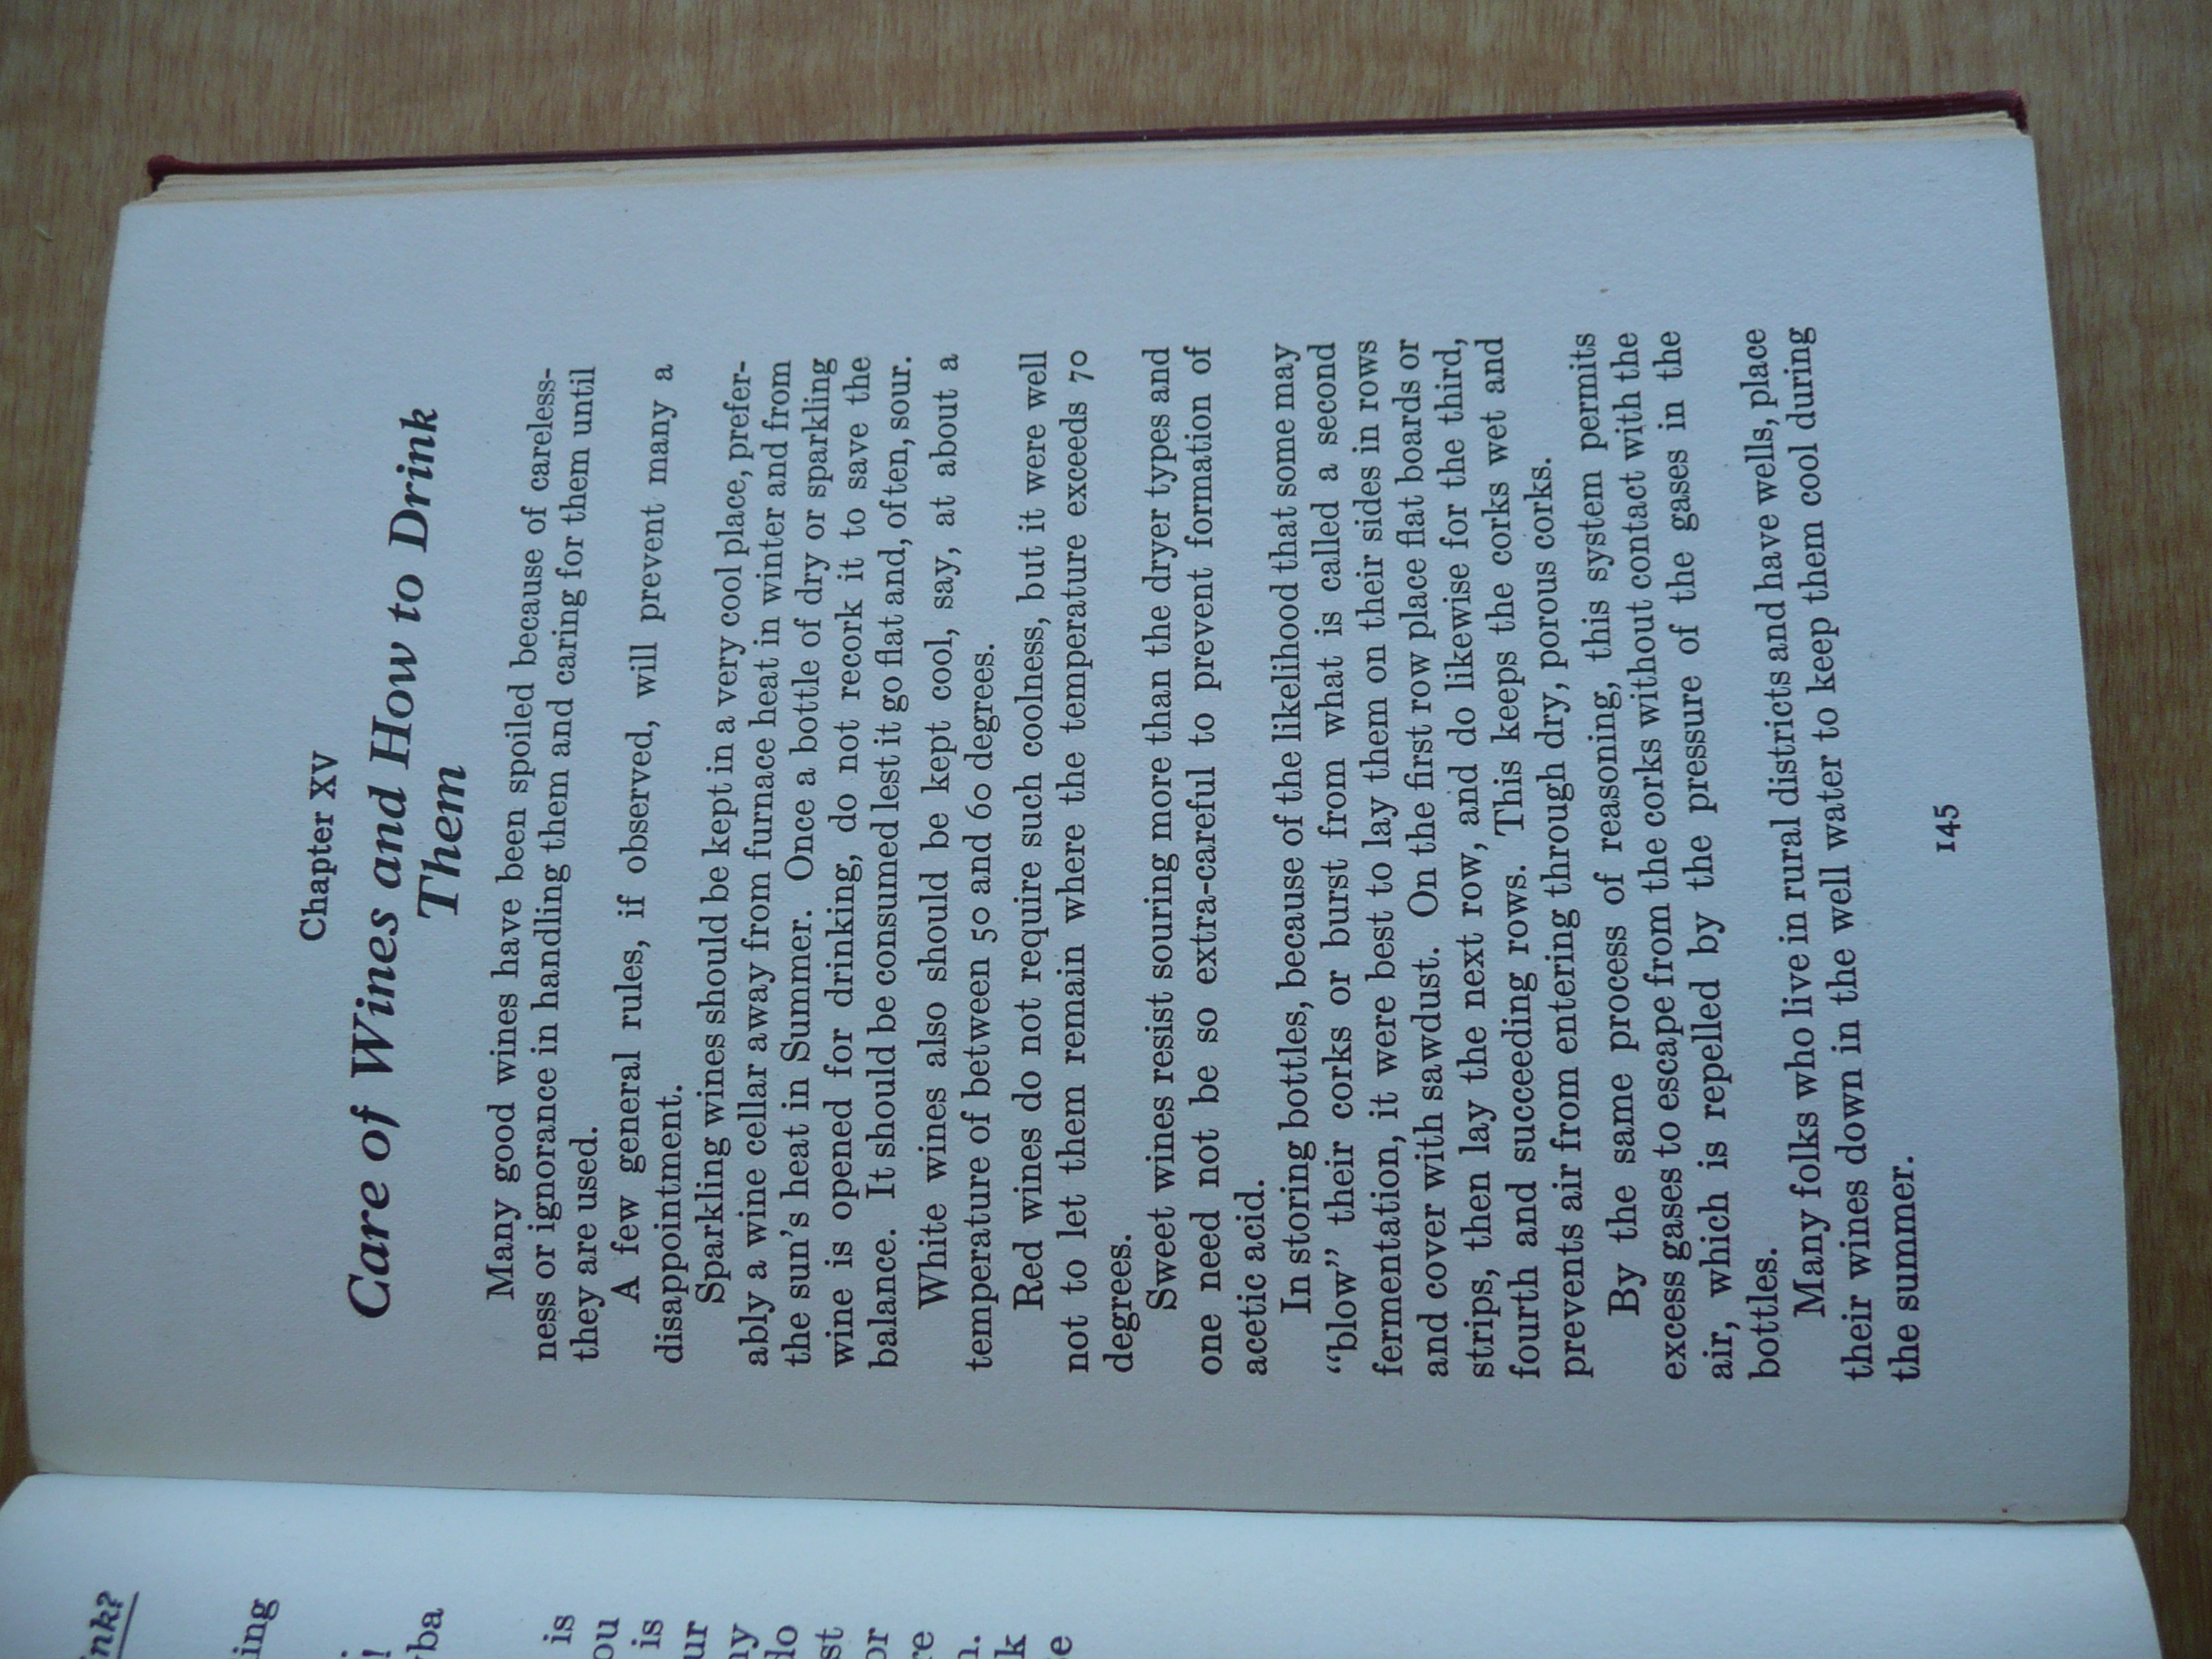 nk?
ing
!
ba
is
ou
is
ur
ny
do
st
or
re
n.
k
e
Chapter XV
Care of Wines and How to Drink
Them
Many good wines have been spoiled because of careless-
ness or ignorance in handling them and caring for them until
they are used.
A few general rules, if observed, will prevent many a
disappointment.
Sparkling wines should be kept in a very cool place, prefer-
ably a wine cellar away from furnace heat in winter and from
the sun's heat in Summer. Once a bottle of dry or sparkling
wine is opened for drinking, do not recork it to save the
balance. It should be consumed lest it go flat and, often, sour.
White wines also should be kept cool, say, at about a
temperature of between 50 and 60 degrees.
Red wines do not require such coolness, but it were well
not to let them remain where the temperature exceeds 70
degrees.
Sweet wines resist souring more than the dryer types and
one need not be so extra-careful to prevent formation of
acetic acid.
In storing bottles, because of the likelihood that some may
“blow” their corks or burst from what is called a second
fermentation, it were best to lay them on their sides in rows
and cover with sawdust. On the first row place flat boards or
strips, then lay the next row, and do likewise for the third,
fourth and succeeding rows. This keeps the corks wet and
prevents air from entering through dry, porous corks.
By the same process of reasoning, this system permits
excess gases to escape from the corks without contact with the
air, which is repelled by the pressure of the gases in the
bottles.
Many folks who live in rural districts and have wells, place
their wines down in the well water to keep them cool during
the summer.
145